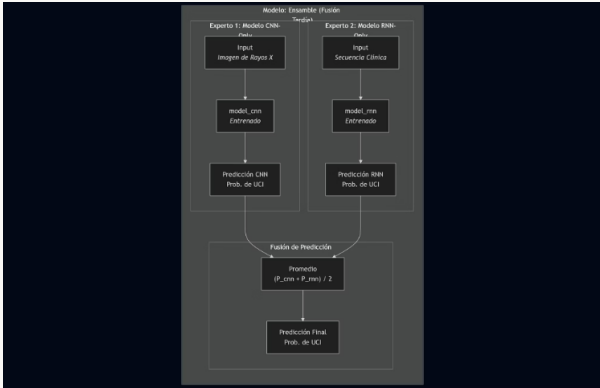 Modelo: Ensamble (Fusión
Tardía)
Experto 1: Modelo CNN-
Only
Experto 2: Modelo RNN-
Only
Input
Imagen de Rayos X
Input
Secuencia Clínica
model_cnn
Entrenado
model_rnn
Entrenado
Predicción CNN
Prob. de UCI
Predicción RNN
Prob. de UCI
Fusión de Predicción
Promedio
(P_cnn + P_rnn) / 2
Predicción Final
Prob. de UCI